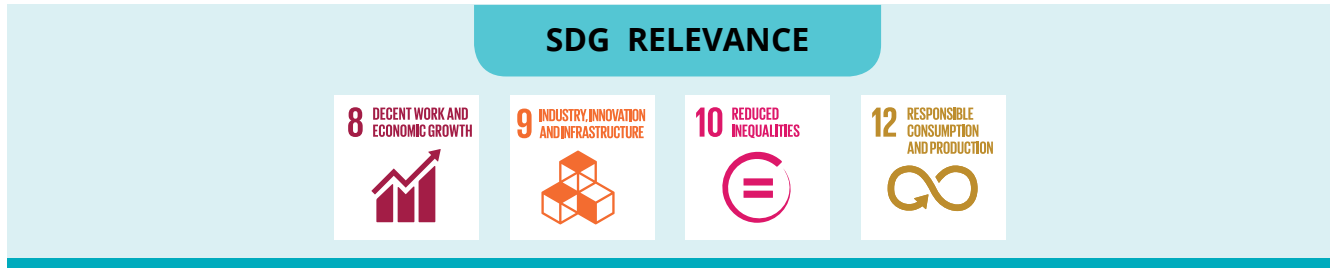 SDG RELEVANCE
8 DECENT WORK AND
ECONOMIC GROWTH
9 INDUSTRY, INNOVATION
AND INFRASTRUCTURE
10 REDUCED
INEQUALITIES
12 RESPONSIBLE
CONSUMPTION
AND PRODUCTION